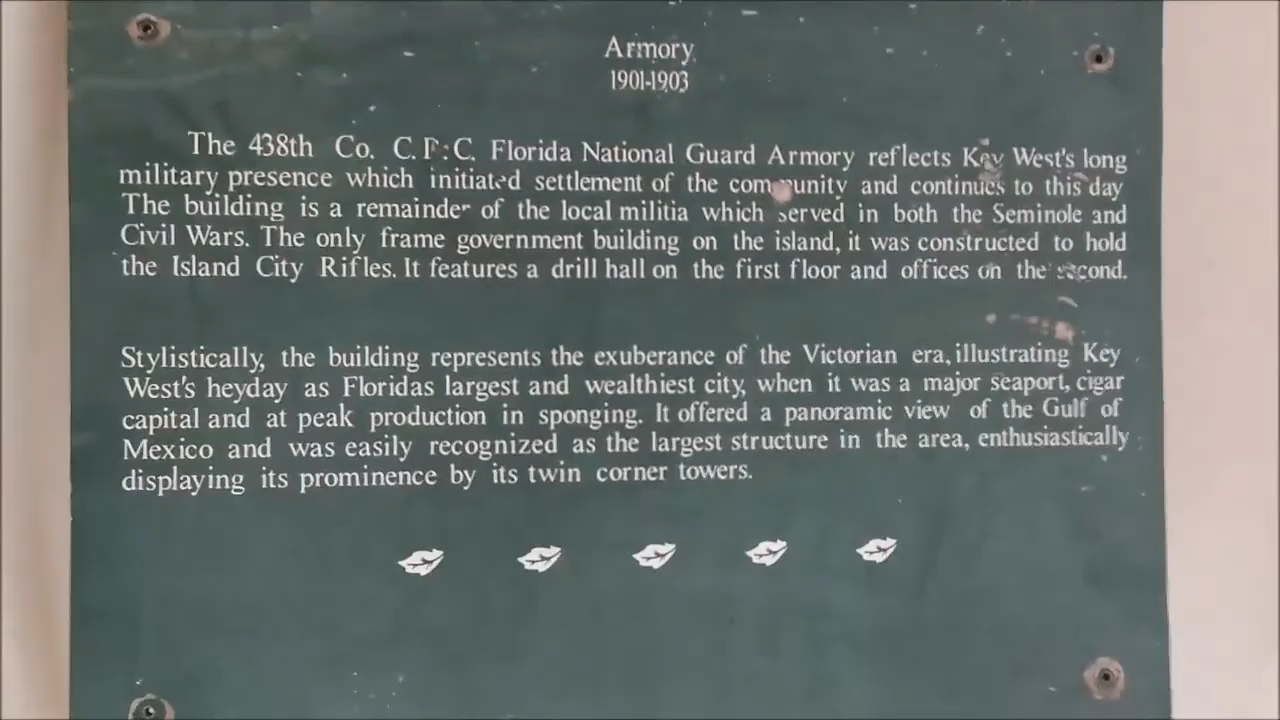 Armory
1901-1903
The 438th Co. C. P. C. Florida National Guard Armory reflects Key West's long
military presence which initiated settlement of the community and continues to this day
The building is a remainder of the local militia which served in both the Seminole and
Civil Wars. The only frame government building on the island, it was constructed to hold
the Island City Rifles. It features a drill hall on the first floor and offices on the second.
Stylistically, the building represents the exuberance of the Victorian era, illustrating Key
West's heyday as Floridas largest and wealthiest city, when it was a major seaport, cigar
capital and at peak production in sponging. It offered a panoramic view of the Gulf of
Mexico and was easily recognized as the largest structure in the area, enthusiastically
displaying its prominence by its twin corner towers.